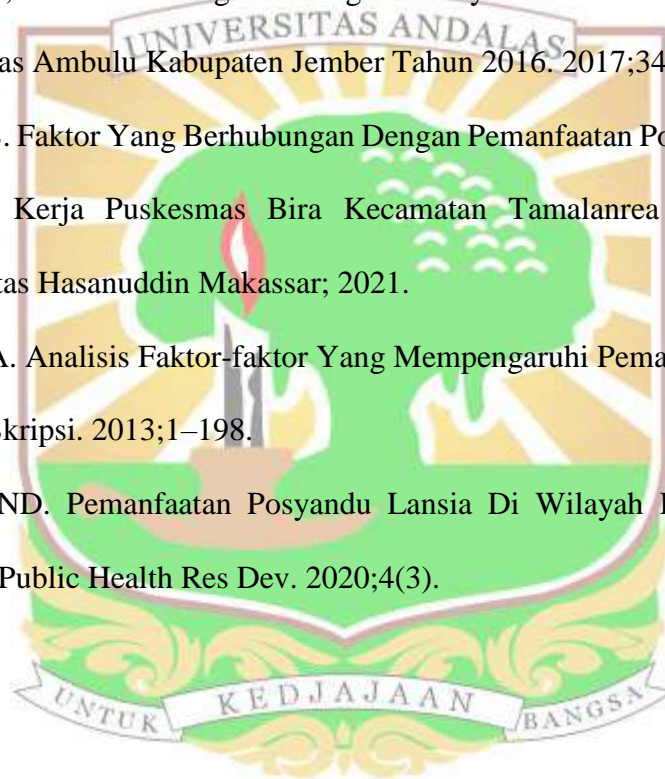 UNIVERSITAS ANDALAS
as Ambulu Kabupaten Jember Tahun 2016. 2017;34
. Faktor Yang Berhubungan Dengan Pemanfaatan Po
Kerja Puskesmas Bira Kecamatan Tamalanrea
tas Hasanuddin Makassar; 2021.
A. Analisis Faktor-faktor Yang Mempengaruhi Pema
kripsi. 2013;1–198.
ND. Pemanfaatan Posyandu Lansia Di Wilayah
Public Health Res Dev. 2020;4(3).
UNTUK KEDJAJAAN BANGSA